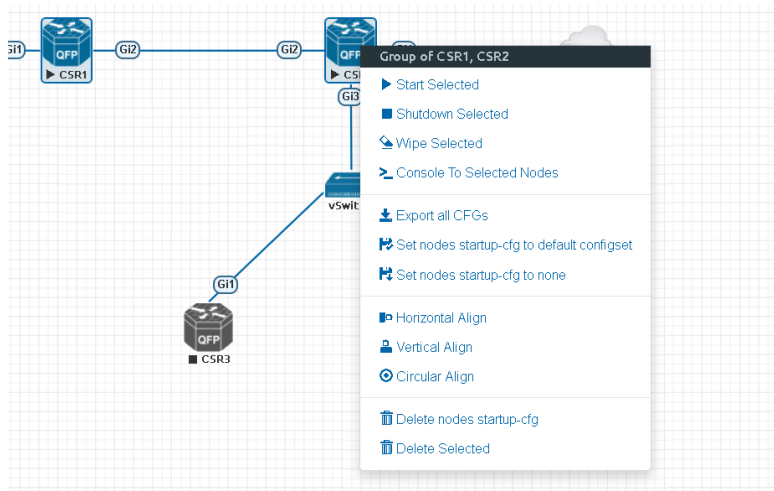 Gi1
Gi2
Gi2
QFP
QFP
CSR1
Group of CSR1, CSR2
Start Selected
Gi3
Shutdown Selected
Wipe Selected
Console To Selected Nodes
vSwit
Export all CFGs
Set nodes startup-cfg to default configset
Set nodes startup-cfg to none
Gi1
Horizontal Align
QFP
Vertical Align
CSR3
Circular Align
Delete nodes startup-cfg
Delete Selected